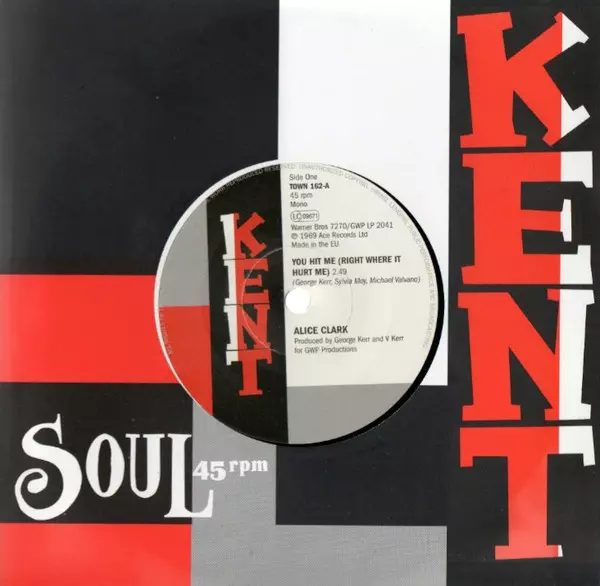 KENT
SOUL 45 rpm
KENT
Side One
TOWN 162-A
45 rpm
Mono
LC 09671
Warner Bros 7270/GWP LP 2041
℗ 1969 Ace Records Ltd
Made in the EU
YOU HIT ME (RIGHT WHERE IT
HURT ME) 2.49
(George Kerr, Sylvia Moy, Michael Valvano)
ALICE CLARK
Produced by George Kerr and V Kerr
for GWP Productions